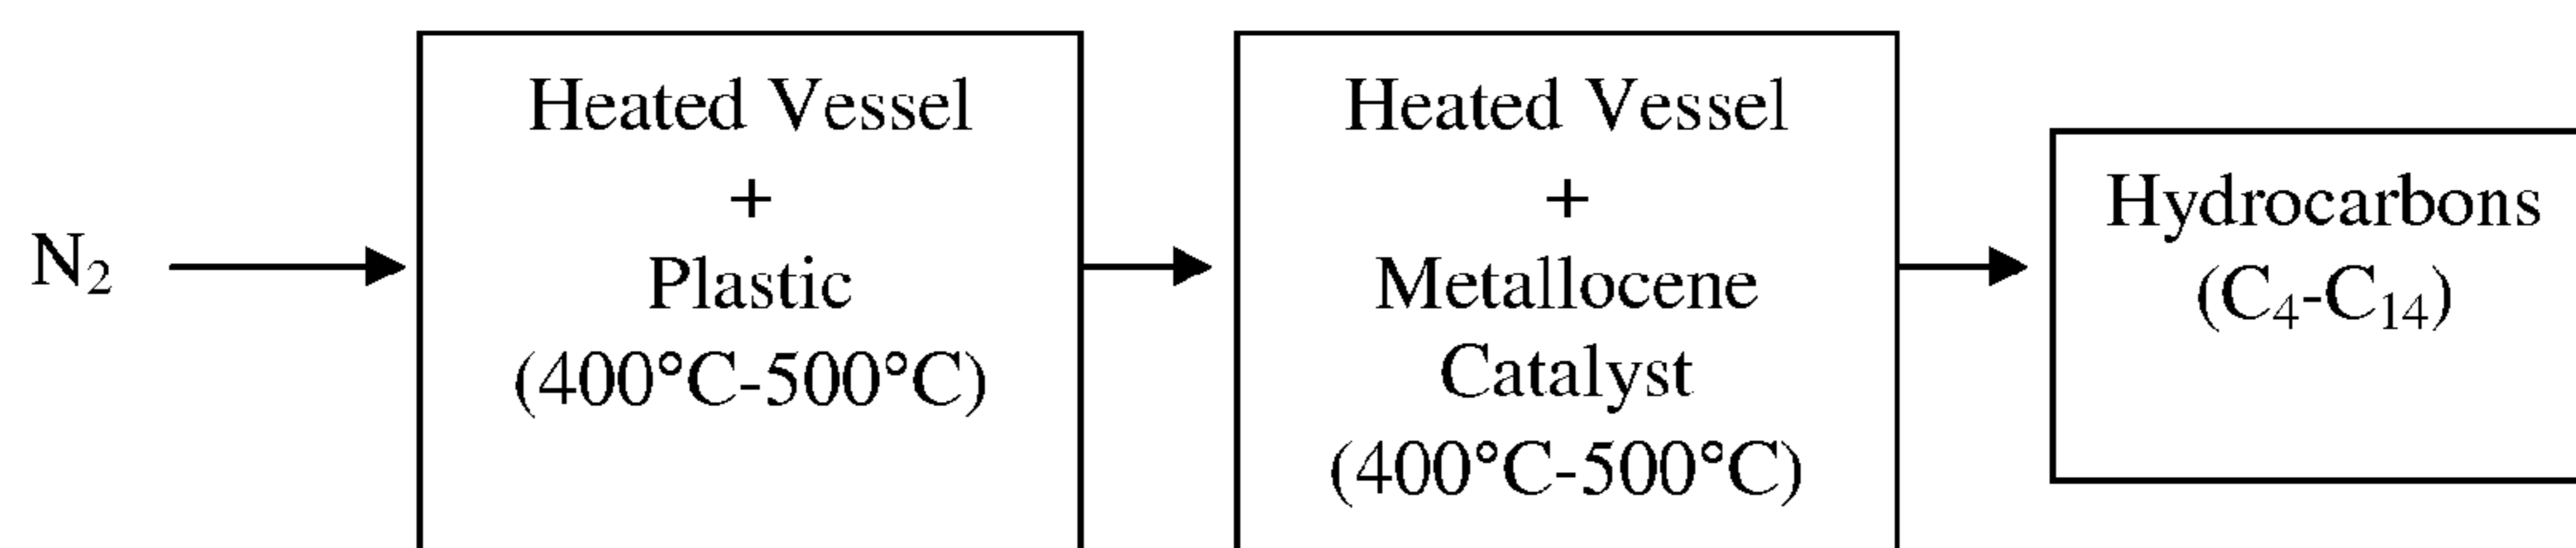 N₂
Heated Vessel
+
Plastic
(400°C-500°C)
Heated Vessel
+
Metallocene
Catalyst
(400°C-500°C)
Hydrocarbons
(C₄-C₁₄)